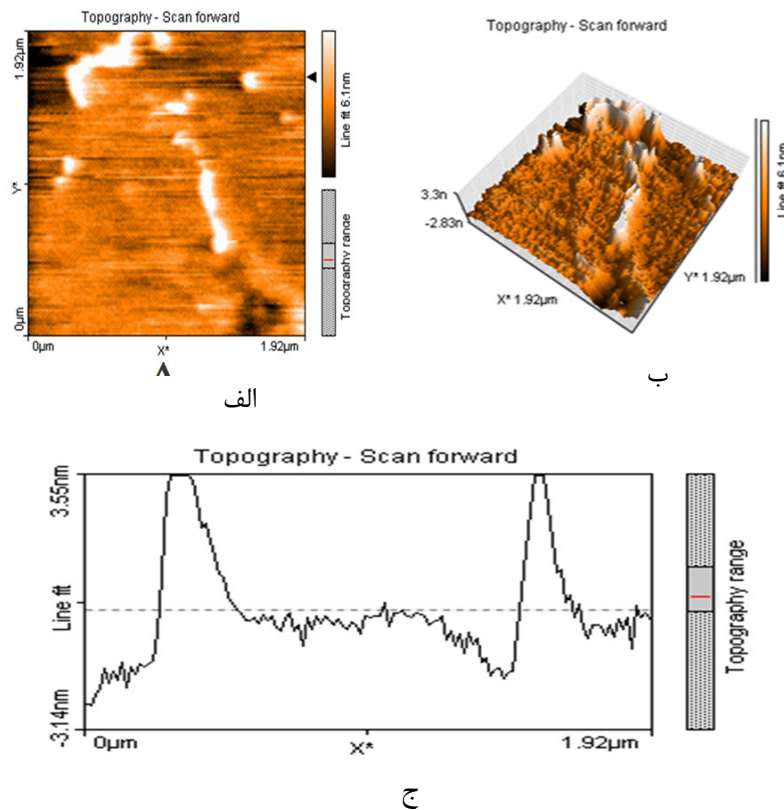 Topography - Scan forward
1.92µm
Y*
0µm
0µm
X*
1.92µm
Line fit 6.1nm
Topography range
الف
Topography - Scan forward
3.3n
-2.83n
X* 1.92µm
Y* 1.92µm
Line fit 6.1nm
ب
Topography - Scan forward
3.55nm
Line fit
-3.14nm
0µm
X*
1.92µm
Topography range
ج